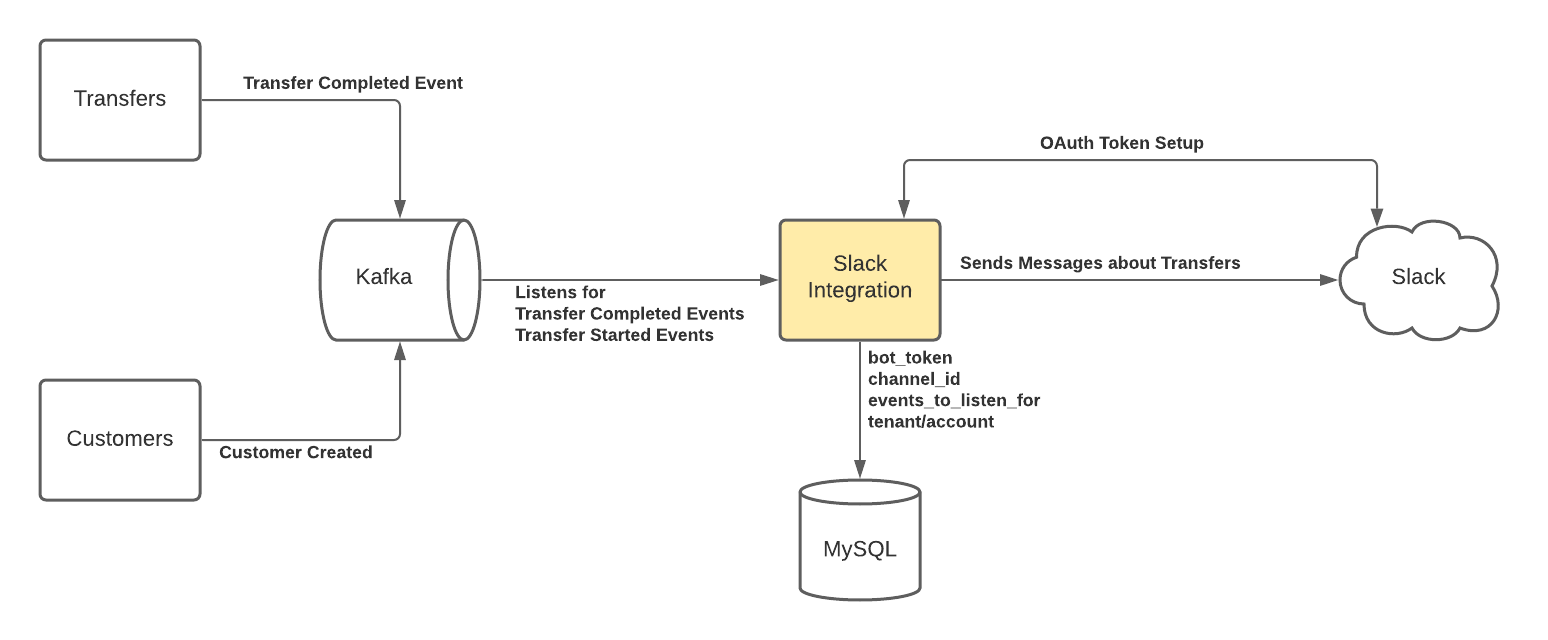 Transfers
Transfer Completed Event
OAuth Token Setup
Kafka
Listens for
Transfer Completed Events
Transfer Started Events
Slack
Integration
Sends Messages about Transfers
Slack
bot_token
channel_id
events_to_listen_for
tenant/account
Customers
Customer Created
MySQL